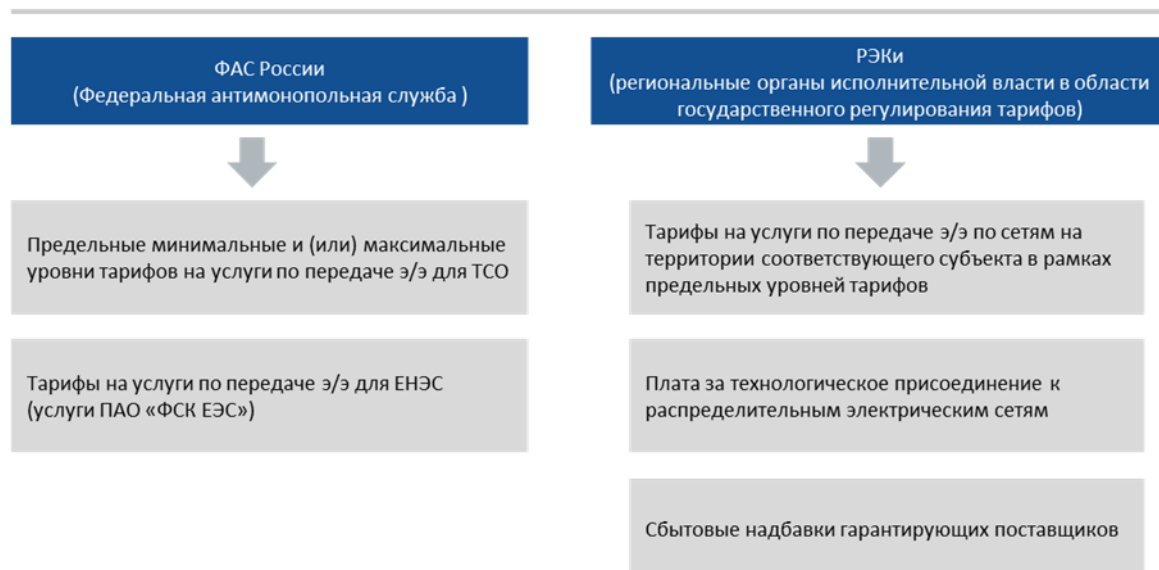 ФАС России
(Федеральная антимонопольная служба )
Предельные минимальные и (или) максимальные
уровни тарифов на услуги по передаче э/э для ТСО
Тарифы на услуги по передаче э/э для ЕНЭС
(услуги ПАО «ФСК ЕЭС»)
РЭКи
(региональные органы исполнительной власти в области
государственного регулирования тарифов)
Тарифы на услуги по передаче э/э по сетям на
территории соответствующего субъекта в рамках
предельных уровней тарифов
Плата за технологическое присоединение к
распределительным электрическим сетям
Сбытовые надбавки гарантирующих поставщиков